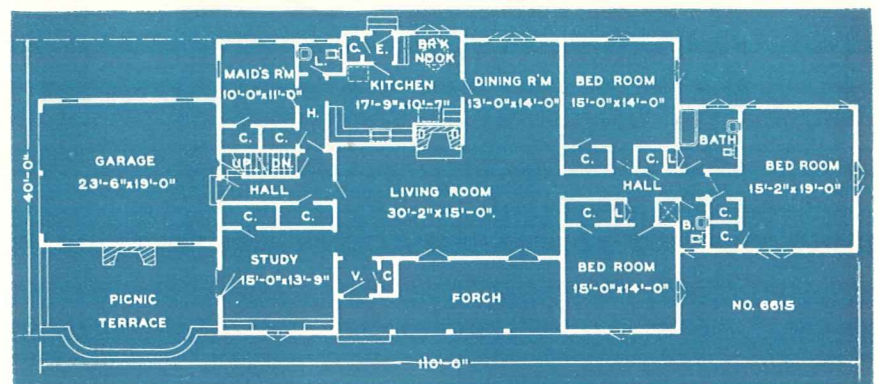 C.
E.
BR'K
NOOK
L.
MAID'S R'M
10'-0"x11'-0"
KITCHEN
17'-9"x10'-7"
DINING R'M
13'-0"x14'-0"
BED ROOM
15'-0"x14'-0"
H.
C.
C.
BATH
GARAGE
23'-6"x19'-0"
UP
DN.
C.
C.
L
BED ROOM
15'-2"x19'-0"
40'-0"
HALL
LIVING ROOM
30'-2"x15'-0".
HALL
C.
C.
C.
L
B.
C.
C.
STUDY
15'-0"x13'-9"
V.
C
BED ROOM
15'-0"x14'-0"
PICNIC
TERRACE
PORCH
NO. 6615
110'-0"